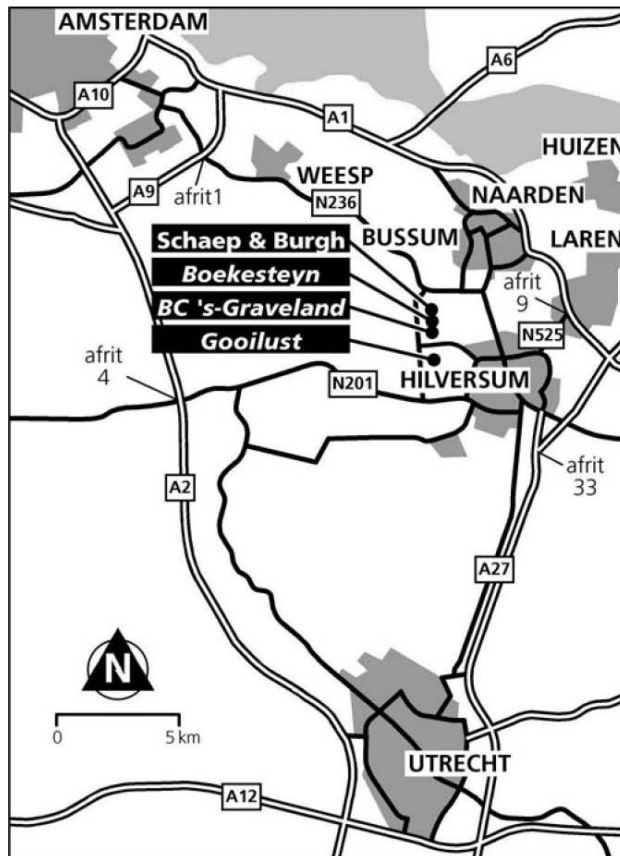 AMSTERDAM
A6
A10
A1
HUIZEN
WEESP
A9
afrit1
NAARDEN
N236
BUSSUM
LAREN
Schaep & Burgh
Boekesteyn
BC 's-Graveland
Gooilust
afrit
9
N525
afrit
4
N201
HILVERSUM
afrit
33
A2
A27
N
0
5 km
UTRECHT
A12